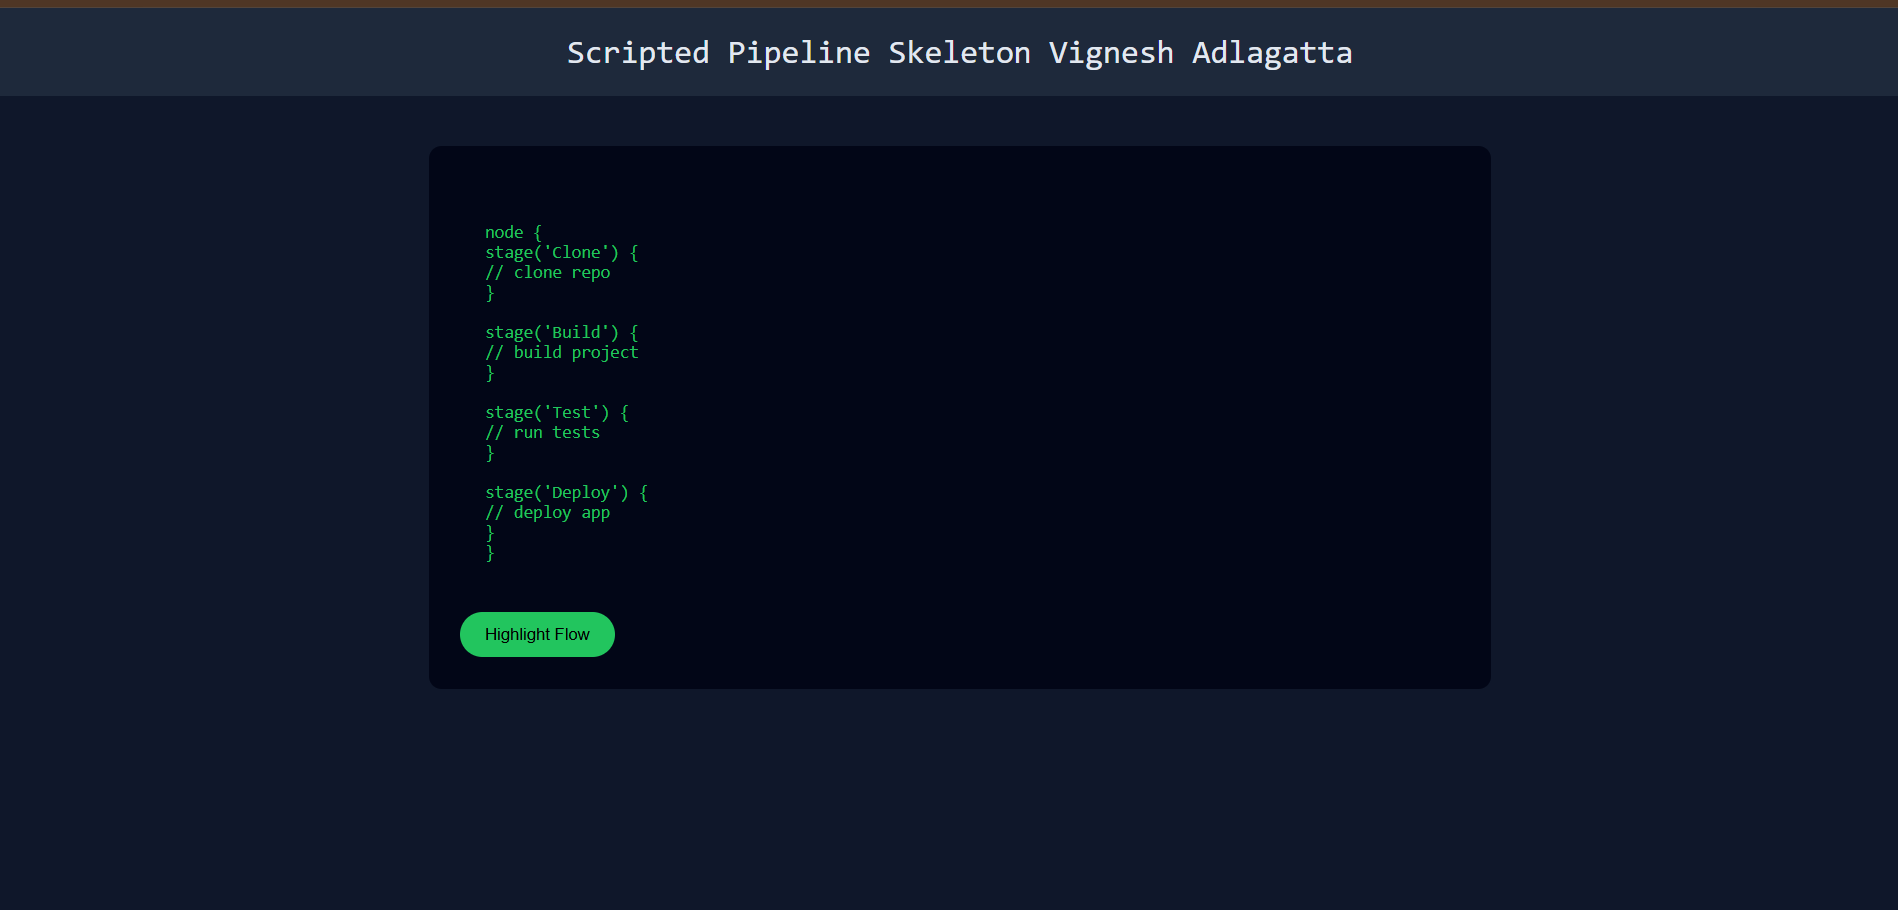 Scripted Pipeline Skeleton Vignesh Adlagatta
node {
stage('Clone') {
// clone repo
}
stage('Build') {
// build project
}
stage('Test') {
// run tests
}
stage('Deploy') {
// deploy app
}
}
Highlight Flow